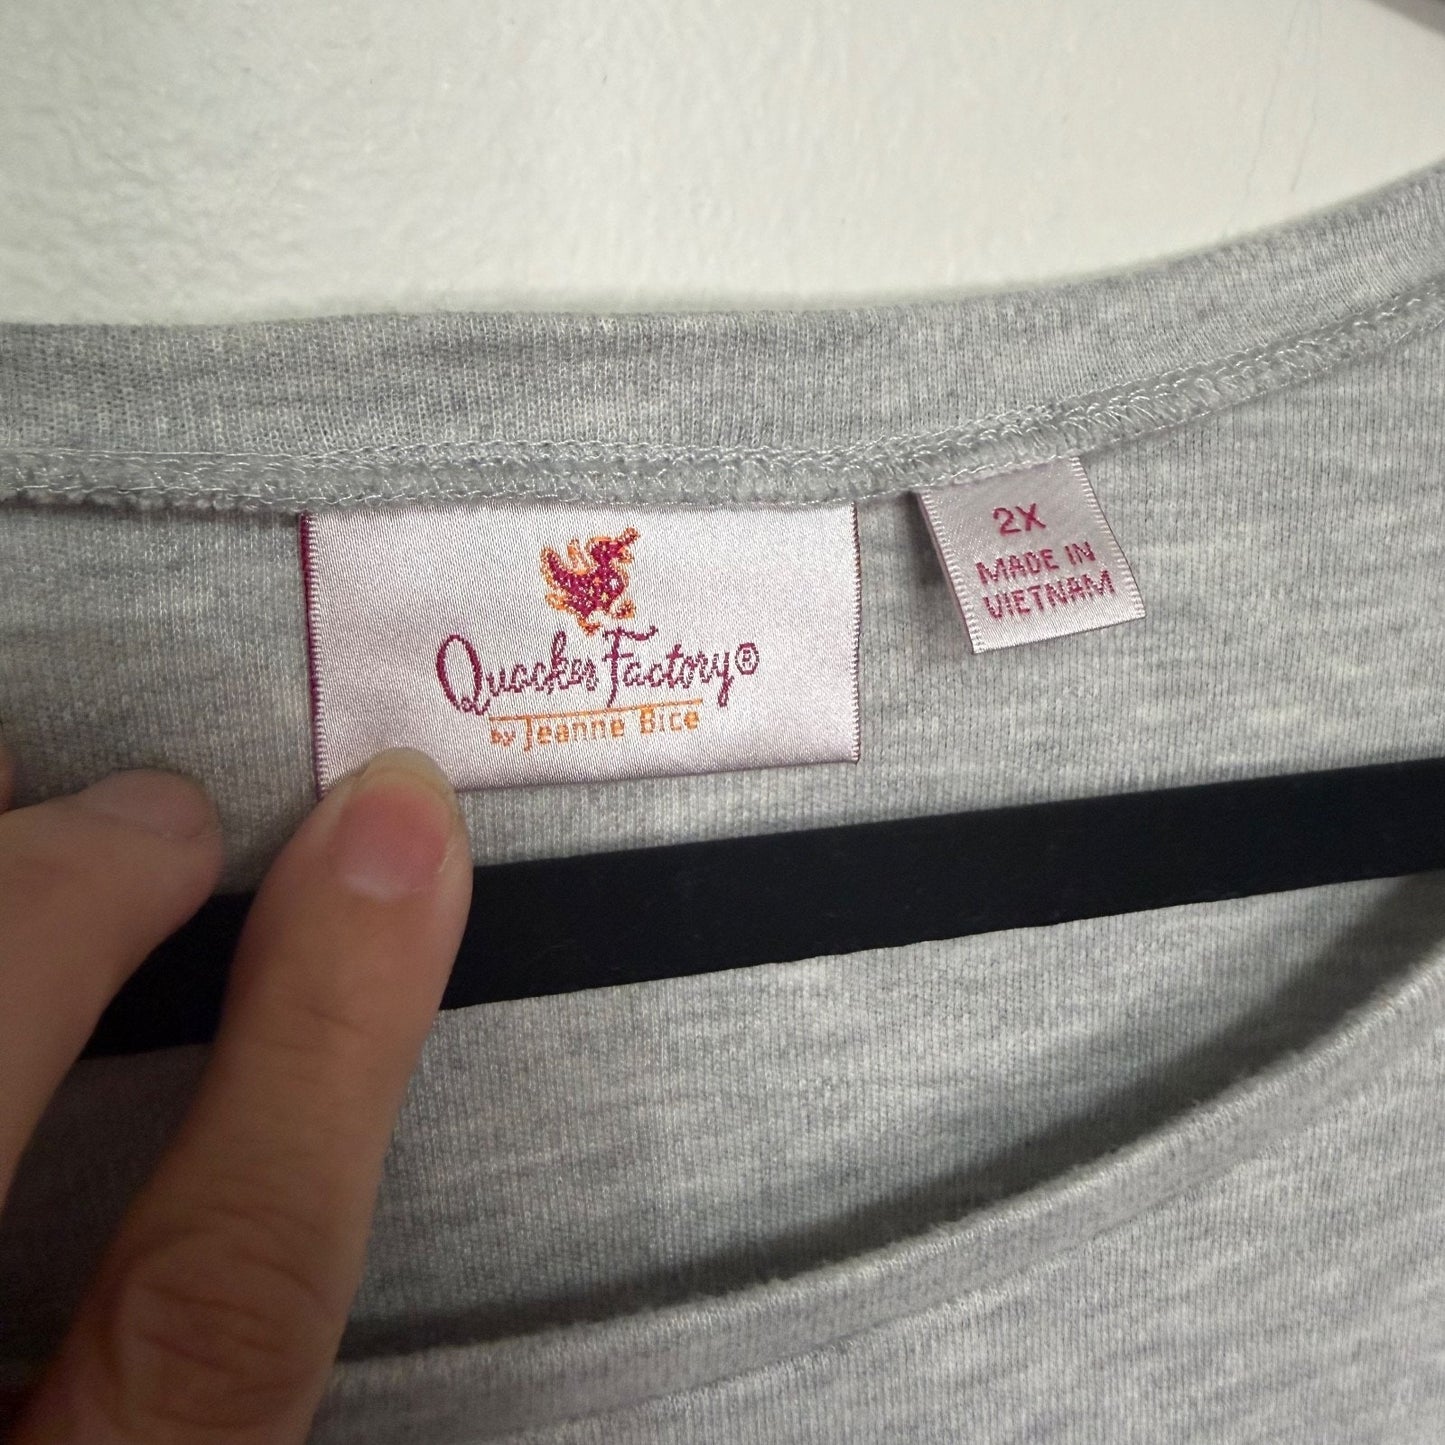 Quacker Factory®
by Jeanne Bice
2X
MADE IN
VIETNAM